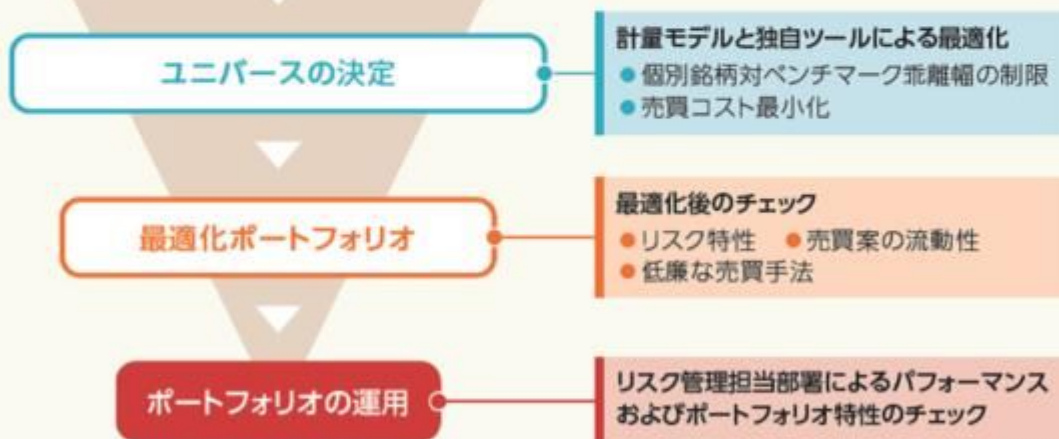 ユニバースの決定
計量モデルと独自ツールによる最適化
●個別銘柄対ベンチマーク乖離幅の制限
●売買コスト最小化
最適化ポートフォリオ
最適化後のチェック
●リスク特性 ●売買案の流動性
●低廉な売買手法
ポートフォリオの運用
リスク管理担当部署によるパフォーマンス
およびポートフォリオ特性のチェック